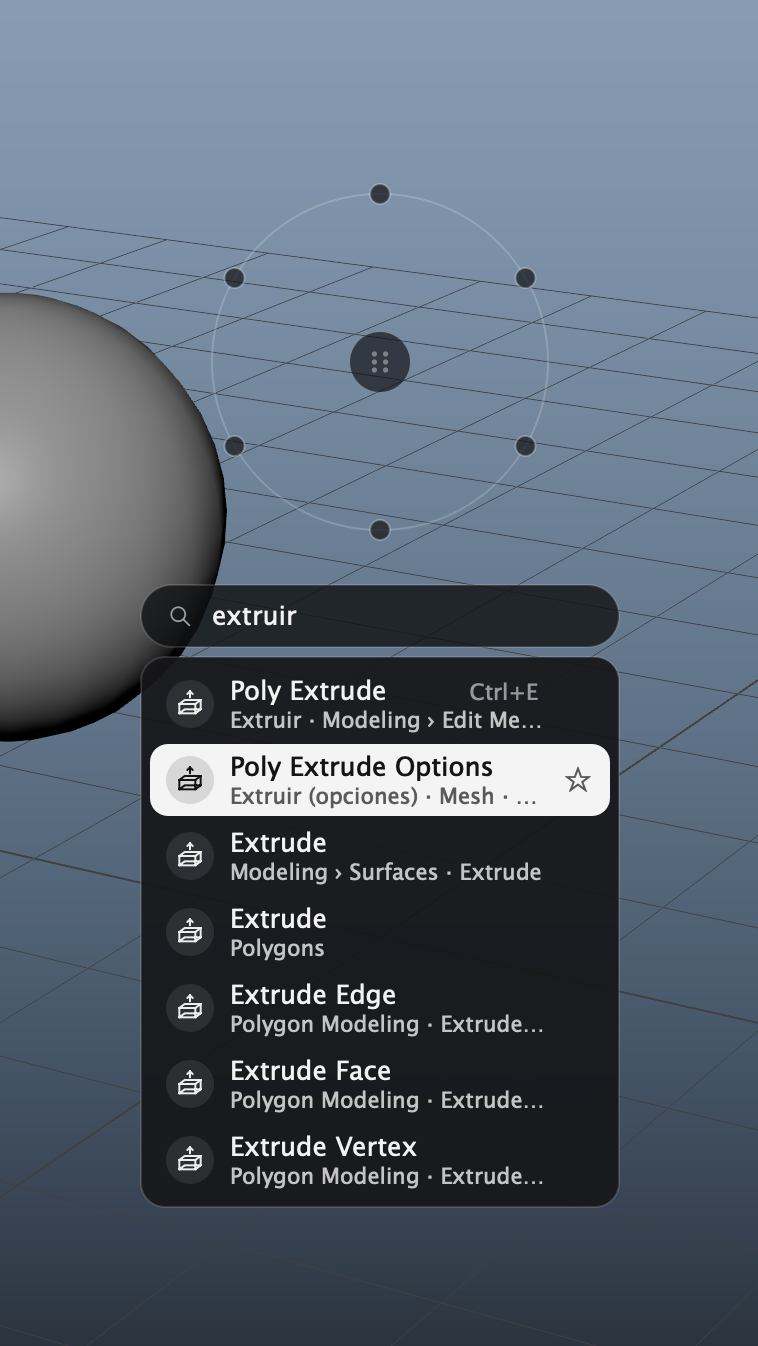 extruir
Poly Extrude Ctrl+E
Extruir · Modeling › Edit Me...
Poly Extrude Options
Extruir (opciones) · Mesh · ...
Extrude
Modeling › Surfaces · Extrude
Extrude
Polygons
Extrude Edge
Polygon Modeling · Extrude...
Extrude Face
Polygon Modeling · Extrude...
Extrude Vertex
Polygon Modeling · Extrude...